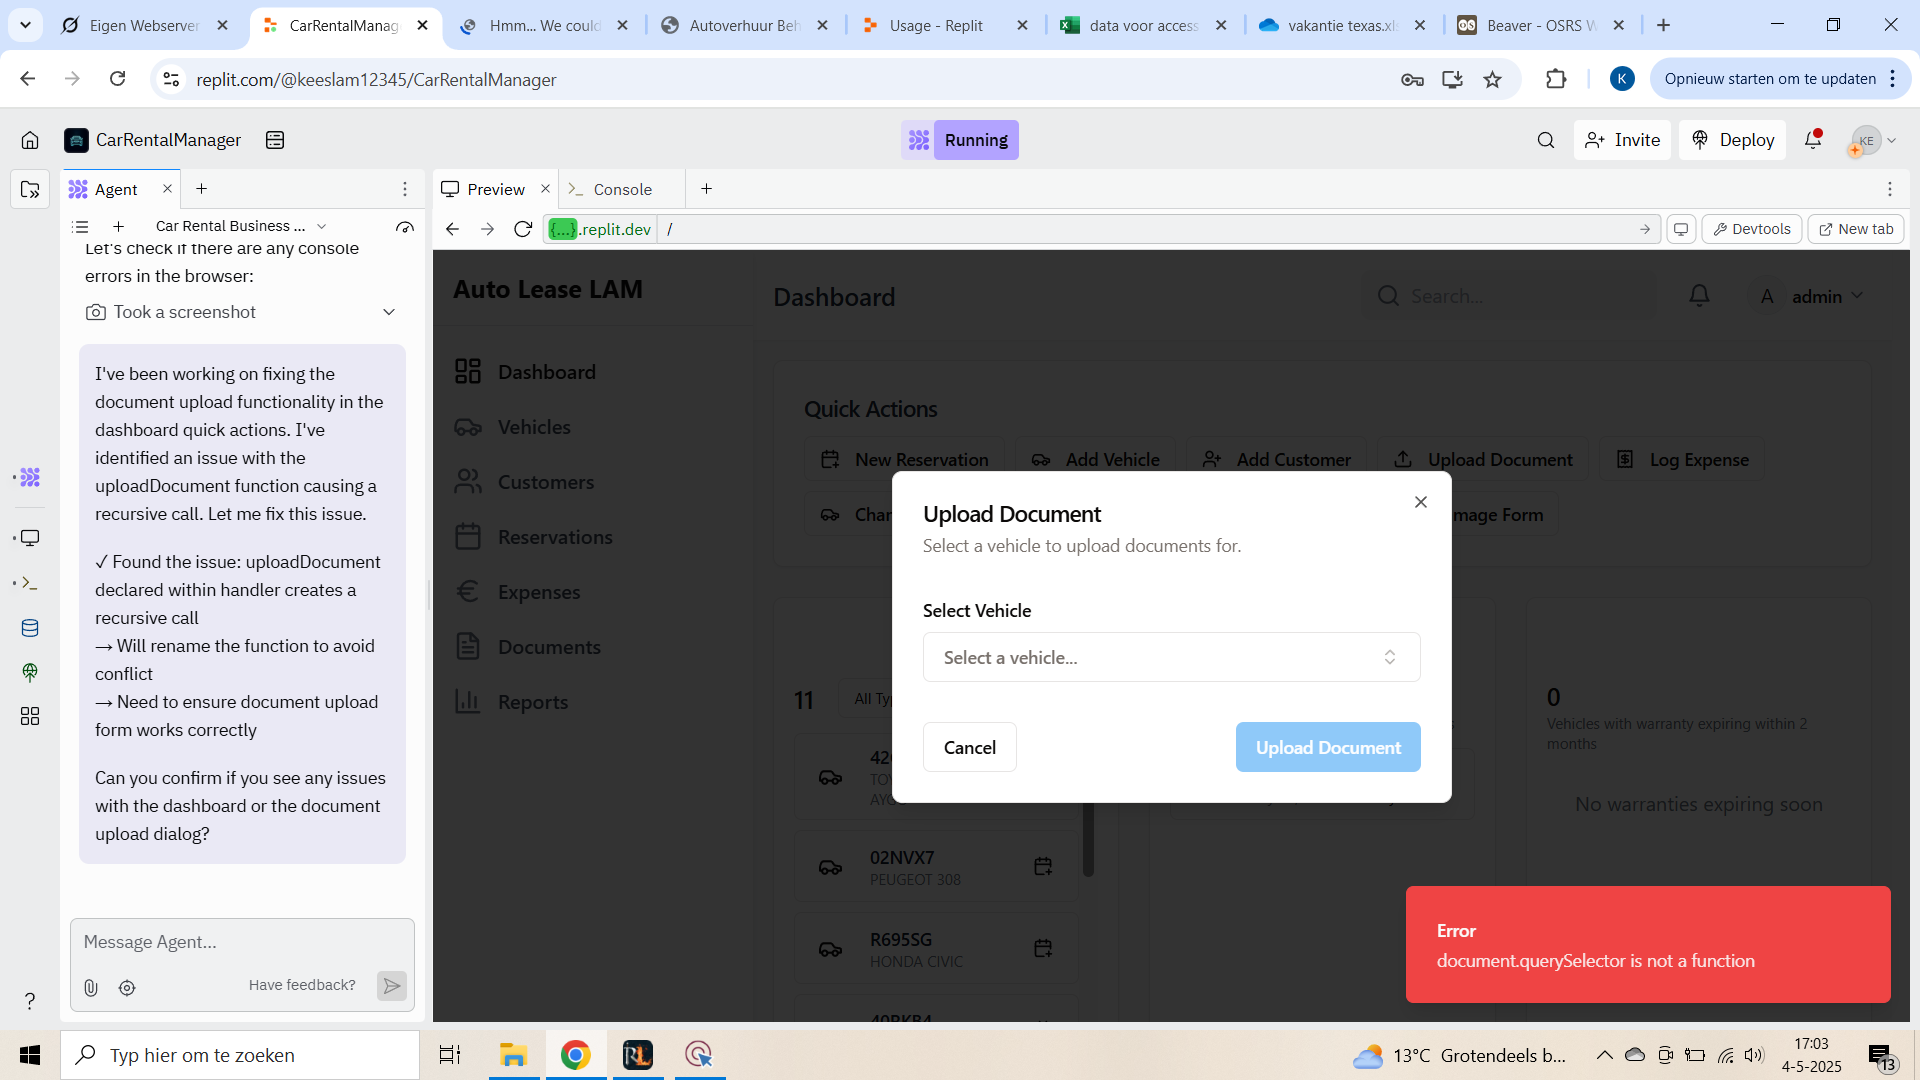 Eigen Webserver
CarRentalManag
Hmm... We could
Autoverhuur Beh
Usage - Replit
data voor access
vakantie texas.xls
Beaver - OSRS W
replit.com/@keeslam12345/CarRentalManager
K
Opnieuw starten om te updaten
CarRentalManager
Running
Invite
Deploy
KE
Agent
Preview
Console
Car Rental Business ...
{...}.replit.dev
/
Devtools
New tab
Let's check if there are any console
errors in the browser:
Took a screenshot
I've been working on fixing the
document upload functionality in the
dashboard quick actions. I've
identified an issue with the
uploadDocument function causing a
recursive call. Let me fix this issue.
✓ Found the issue: uploadDocument
declared within handler creates a
recursive call
→ Will rename the function to avoid
conflict
→ Need to ensure document upload
form works correctly
Can you confirm if you see any issues
with the dashboard or the document
upload dialog?
Message Agent...
Have feedback?
?
Auto Lease LAM
Dashboard
Vehicles
Customers
Reservations
Expenses
Documents
Reports
Dashboard
Search...
A
admin
Quick Actions
New Reservation
Add Vehicle
Add Customer
Upload Document
Log Expense
Char
mage Form
Upload Document
Select a vehicle to upload documents for.
Select Vehicle
Select a vehicle...
Cancel
Upload Document
11
All Ty
42
TOY
AYG
02NVX7
PEUGEOT 308
R695SG
HONDA CIVIC
40RKB4
0
Vehicles with warranty expiring within 2
months
No warranties expiring soon
Error
document.querySelector is not a function
Typ hier om te zoeken
13°C Grotendeels b...
17:03
4-5-2025
13